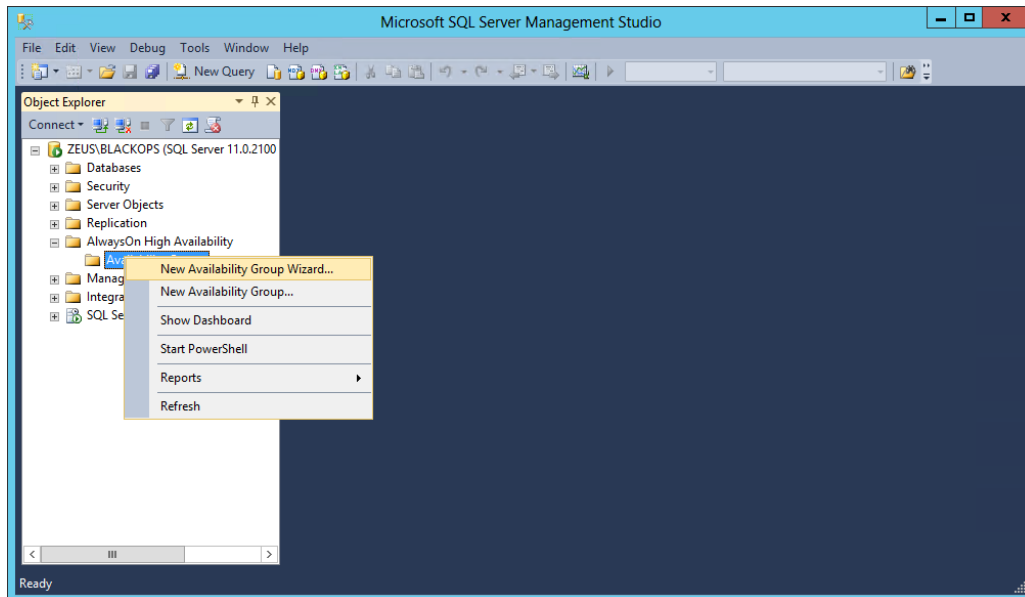 Microsoft SQL Server Management Studio
File Edit View Debug Tools Window Help
New Query
Object Explorer
Connect
ZEUS\BLACKOPS (SQL Server 11.0.2100
Databases
Security
Server Objects
Replication
AlwaysOn High Availability
New Availability Group Wizard...
New Availability Group...
Show Dashboard
Start PowerShell
Reports
Refresh
Manag
Integra
SQL Se
Ready